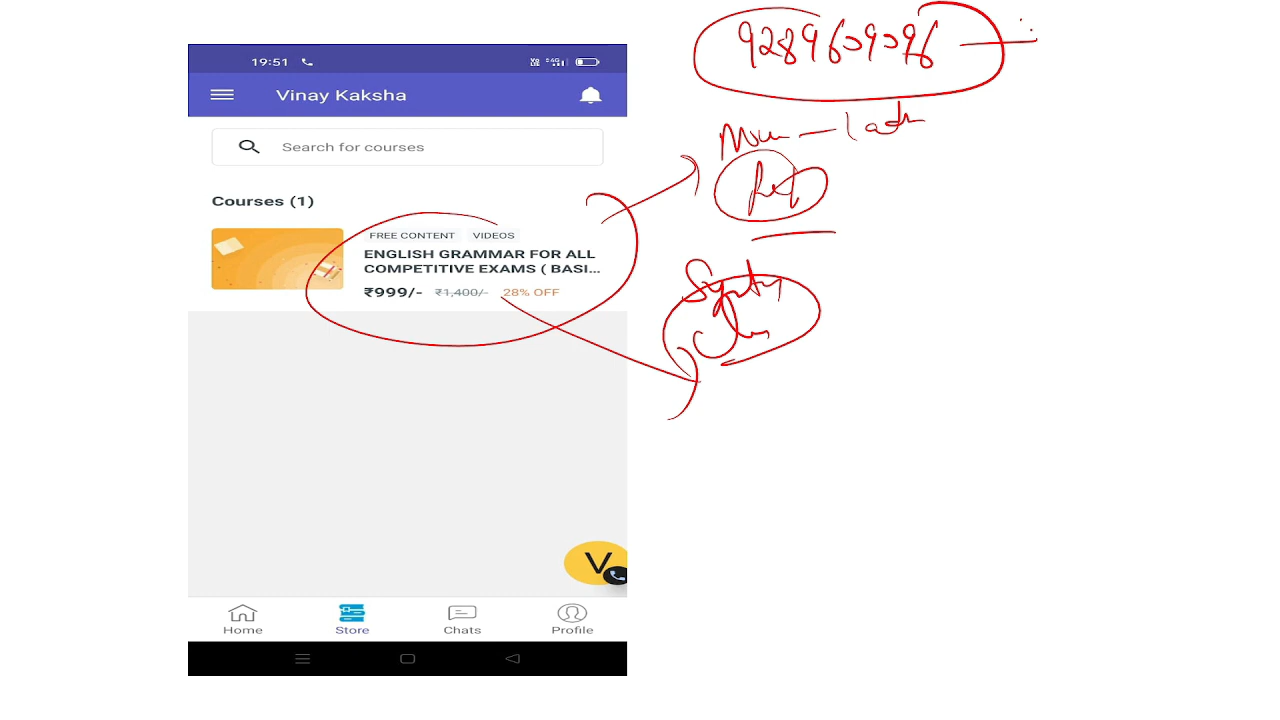 19:51
Vinay Kaksha
Search for courses
Courses (1)
FREE CONTENT VIDEOS
ENGLISH GRAMMAR FOR ALL
COMPETITIVE EXAMS ( BASI...
₹999/- ₹1,400/- 28% OFF
V
Home Store Chats Profile
9289609096